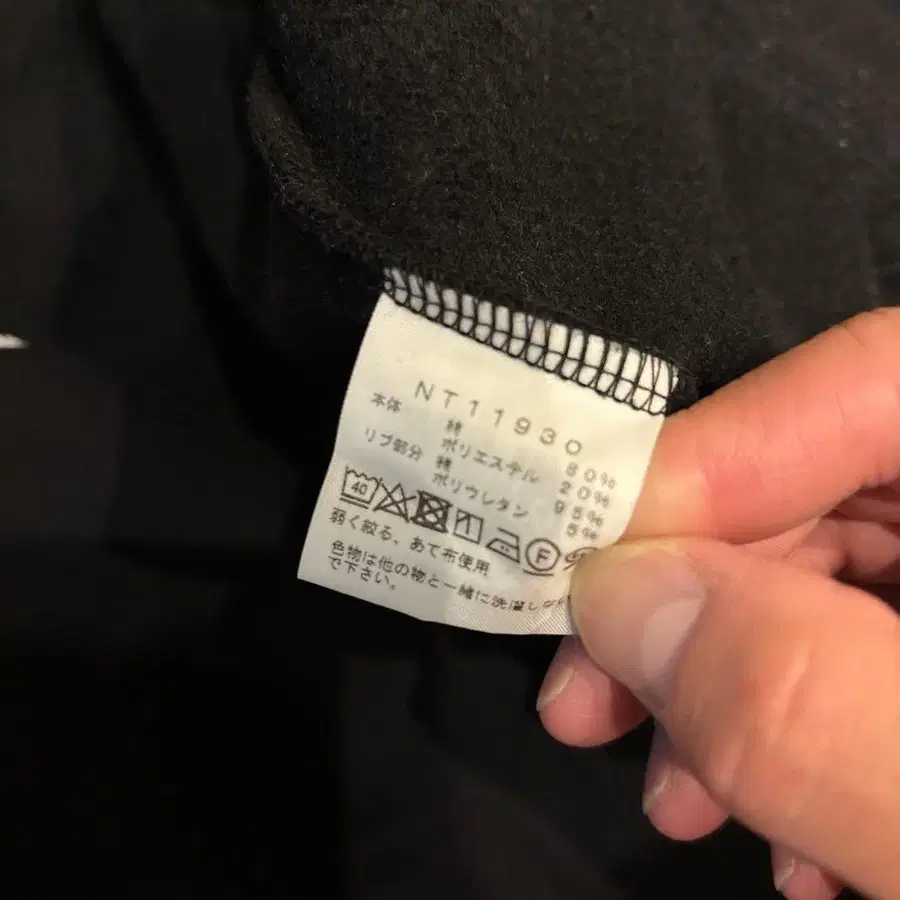 NT11930
本体 綿 80%
ポリエステル 20%
リブ部分 綿 95%
ポリウレタン 5%
40 F
弱く絞る、あて布使用
色物は他の物と一緒に洗濯しな
で下さい。